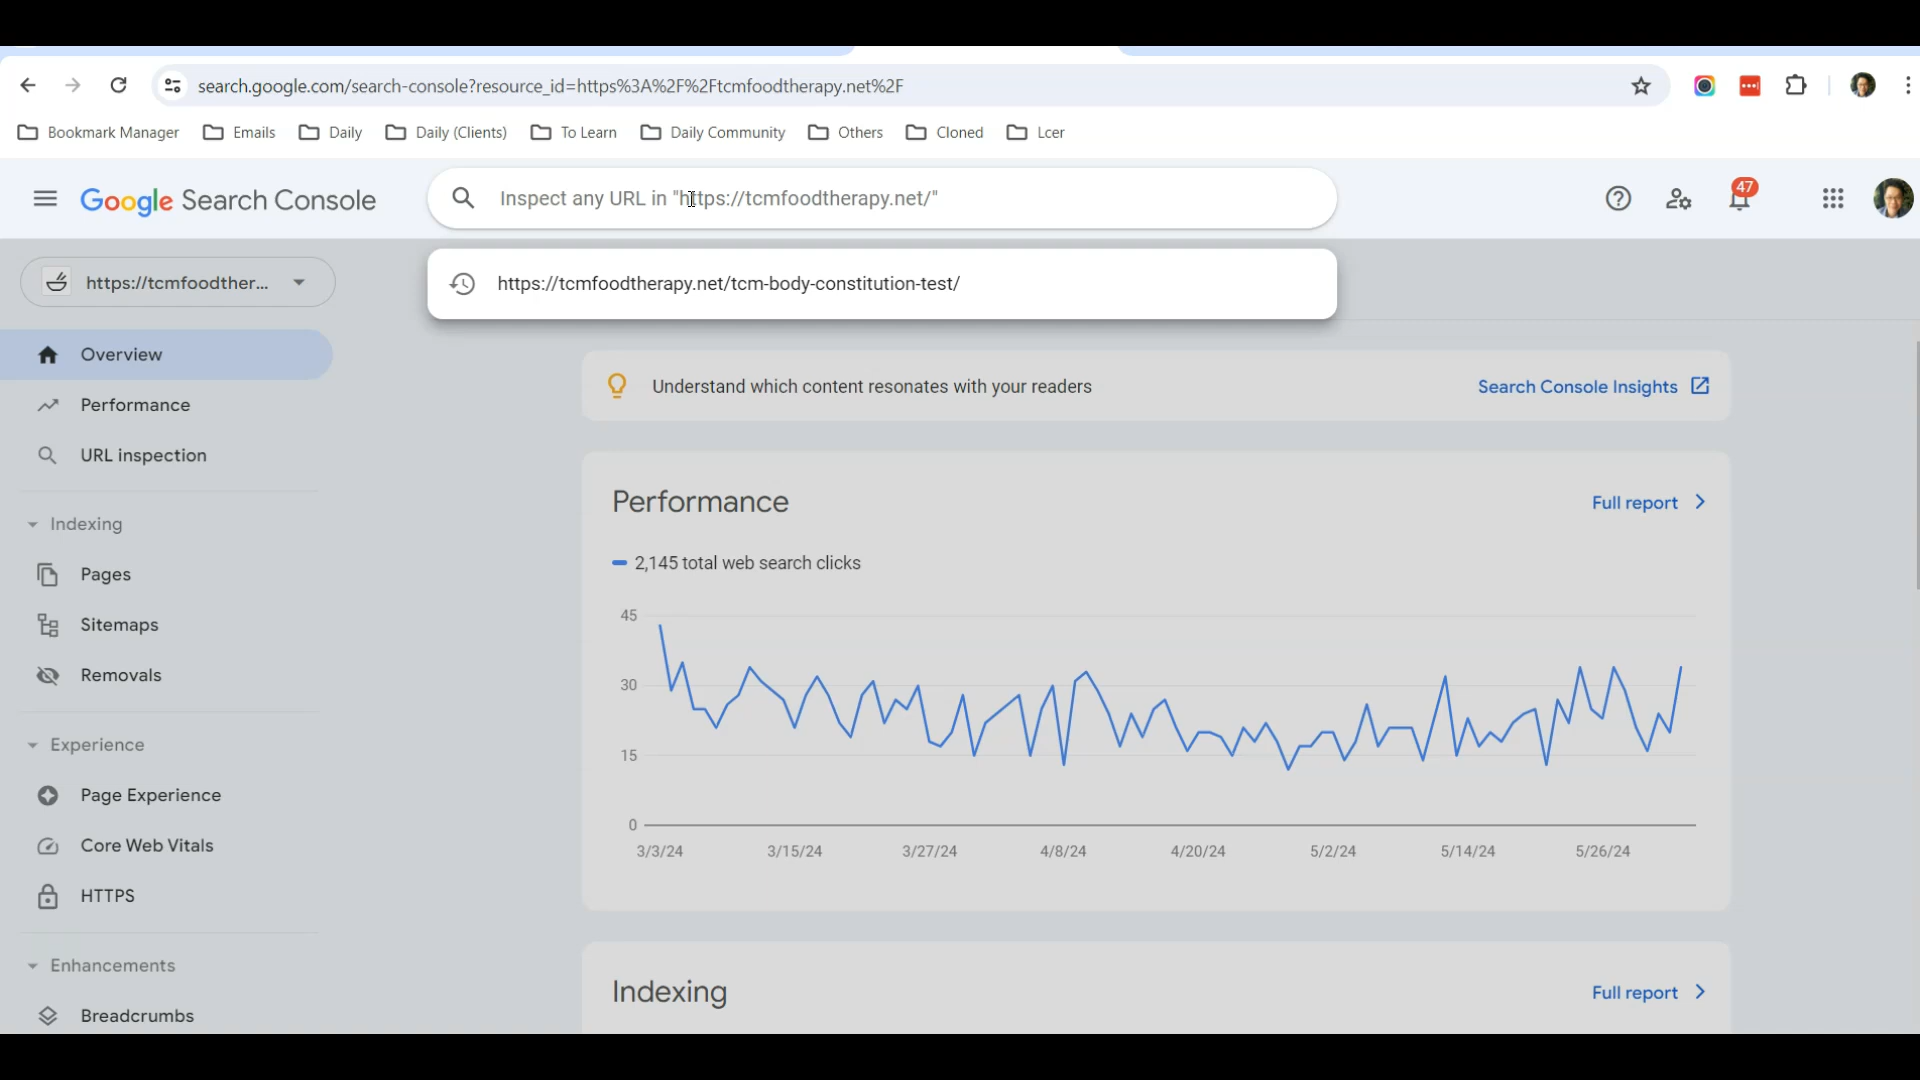 search.google.com/search-console?resource_id=https%3A%2F%2Ftcmfoodtherapy.net%2F
Bookmark Manager Emails Daily Daily (Clients) To Learn Daily Community Others Cloned Lcer
Google Search Console
Inspect any URL in "https://tcmfoodtherapy.net/"
47
https://tcmfoodther...
https://tcmfoodtherapy.net/tcm-body-constitution-test/
Overview
Performance
URL inspection
Indexing
Pages
Sitemaps
Removals
Experience
Page Experience
Core Web Vitals
HTTPS
Enhancements
Breadcrumbs
Understand which content resonates with your readers
Search Console Insights
Performance
Full report
2,145 total web search clicks
45
30
15
0
3/3/24 3/15/24 3/27/24 4/8/24 4/20/24 5/2/24 5/14/24 5/26/24
Indexing
Full report